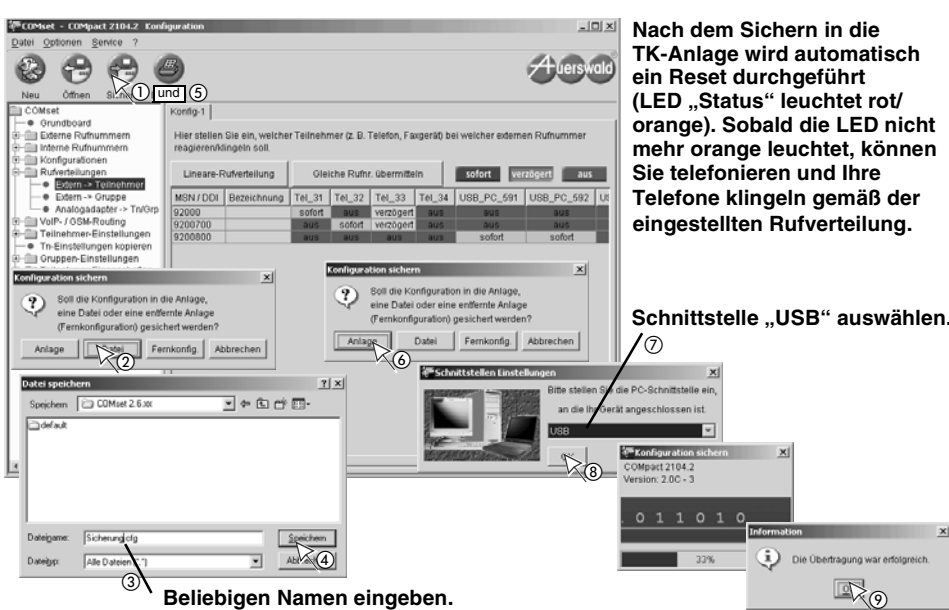 COMset - COMpact 2104.2 Konfiguration
Datei Optionen Service ?
Neu Öffnen
① und ⑤
Auerswald
COMset
Grundboard
Externe Rufnummern
Interne Rufnummern
Konfigurationen
Rufverteilungen
Extern -> Teilnehmer
Extern -> Gruppe
Analogadapter -> Tn/Grp
VoIP- / GSM-Routing
Teilnehmer-Einstellungen
Tn-Einstellungen kopieren
Gruppen-Einstellungen
Konfig-1
Hier stellen Sie ein, welcher Teilnehmer (z. B. Telefon, Faxgerät) bei welcher externen Rufnummer
reagieren/klingeln soll.
Lineare-Rufverteilung Gleiche Rufnr. übermitteln sofort verzögert aus
MSN / DDI Bezeichnung Tel_31 Tel_32 Tel_33 Tel_34 USB_PC_591 USB_PC_592
92000 sofort aus verzögert aus aus aus
9200700 aus sofort verzögert aus aus aus
9200800 aus aus aus aus sofort sofort
Konfiguration sichern
Soll die Konfiguration in die Anlage,
eine Datei oder eine entfernte Anlage
(Fernkonfiguration) gesichert werden?
Anlage Datei Fernkonfig. Abbrechen
②
Konfiguration sichern
Soll die Konfiguration in die Anlage,
eine Datei oder eine entfernte Anlage
(Fernkonfiguration) gesichert werden?
Anlage Datei Fernkonfig. Abbrechen
⑥
Datei speichern
Speichern COMset 2.6.xx
default
Dateiname: Sicherung.cfg Speichern
④
Dateityp: Alle Dateien (*.*)
③
Beliebigen Namen eingeben.
Schnittstellen Einstellungen
Bitte stellen Sie die PC-Schnittstelle ein,
an die Ihr Gerät angeschlossen ist.
USB
⑧
Nach dem Sichern in die
TK-Anlage wird automatisch
ein Reset durchgeführt
(LED „Status“ leuchtet rot/
orange). Sobald die LED nicht
mehr orange leuchtet, können
Sie telefonieren und Ihre
Telefone klingeln gemäß der
eingestellten Rufverteilung.
Schnittstelle „USB“ auswählen.
⑦
Konfiguration sichern
COMpact 2104.2
Version: 2.0C - 3
0 1 1 0 1 0
33%
Information
Die Übertragung war erfolgreich.
⑨